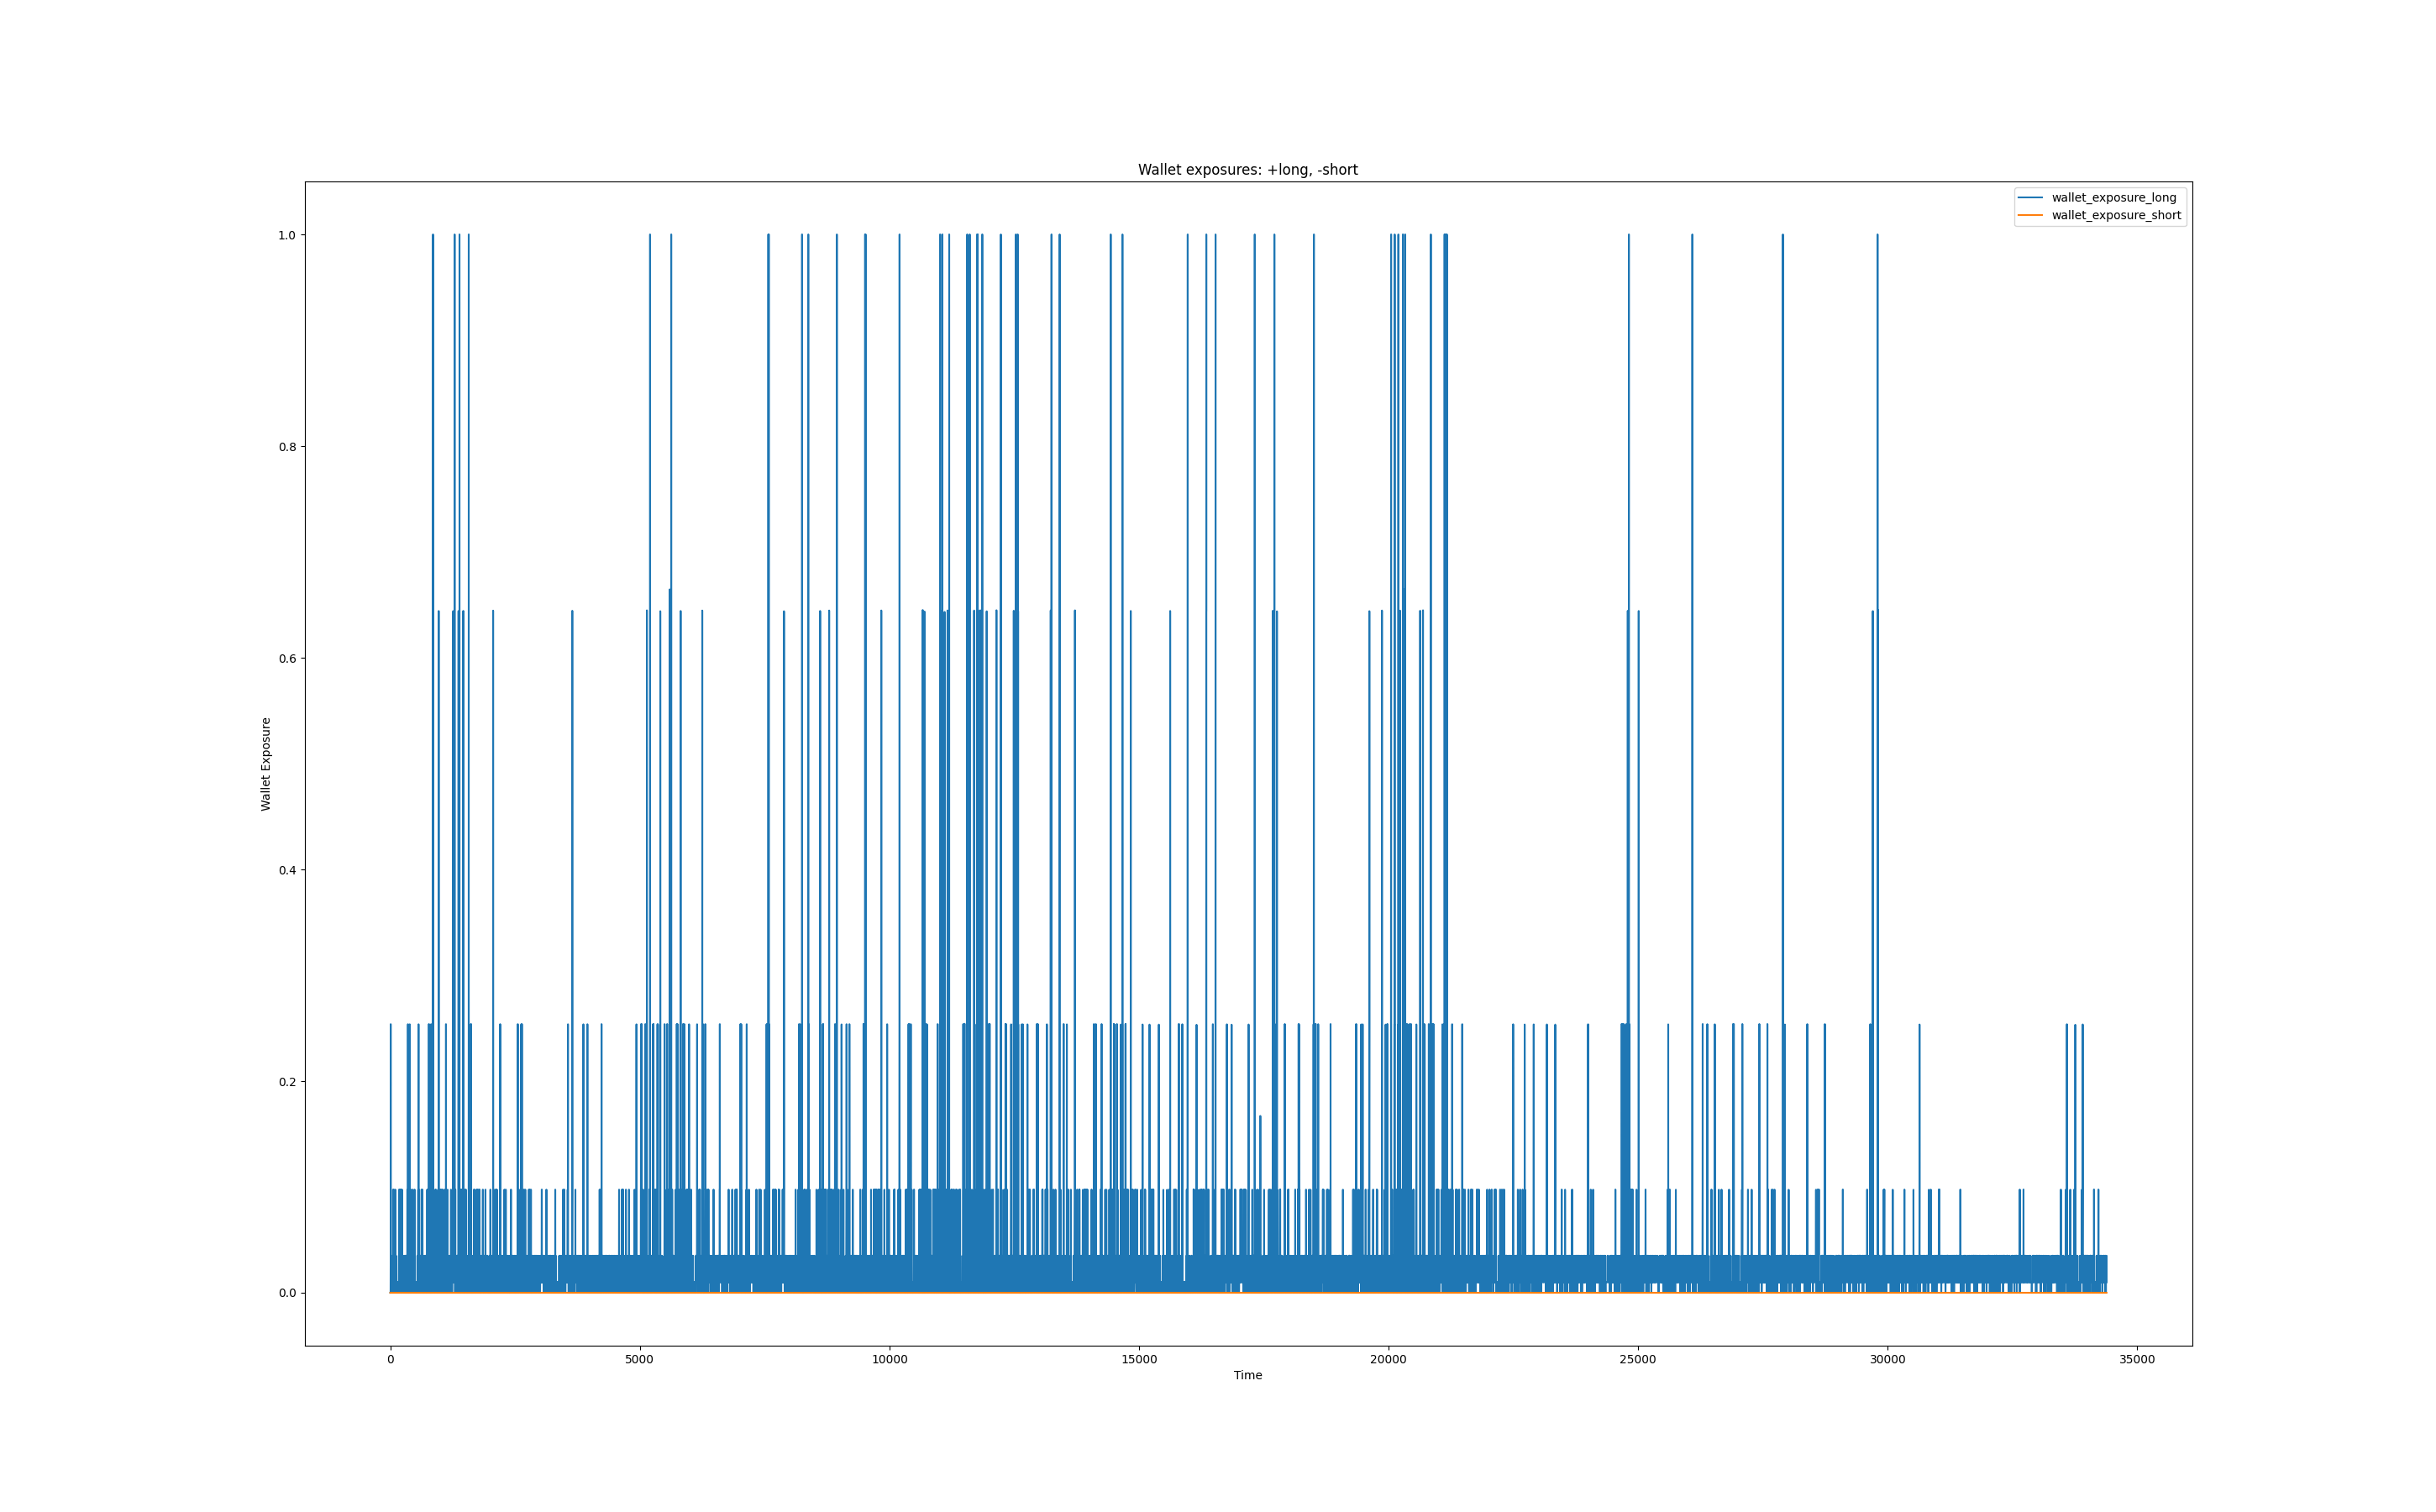 Wallet exposures: +long, -short
wallet_exposure_long
wallet_exposure_short
1.0
0.8
0.6
0.4
0.2
0.0
Wallet Exposure
0
5000
10000
15000
20000
25000
30000
35000
Time